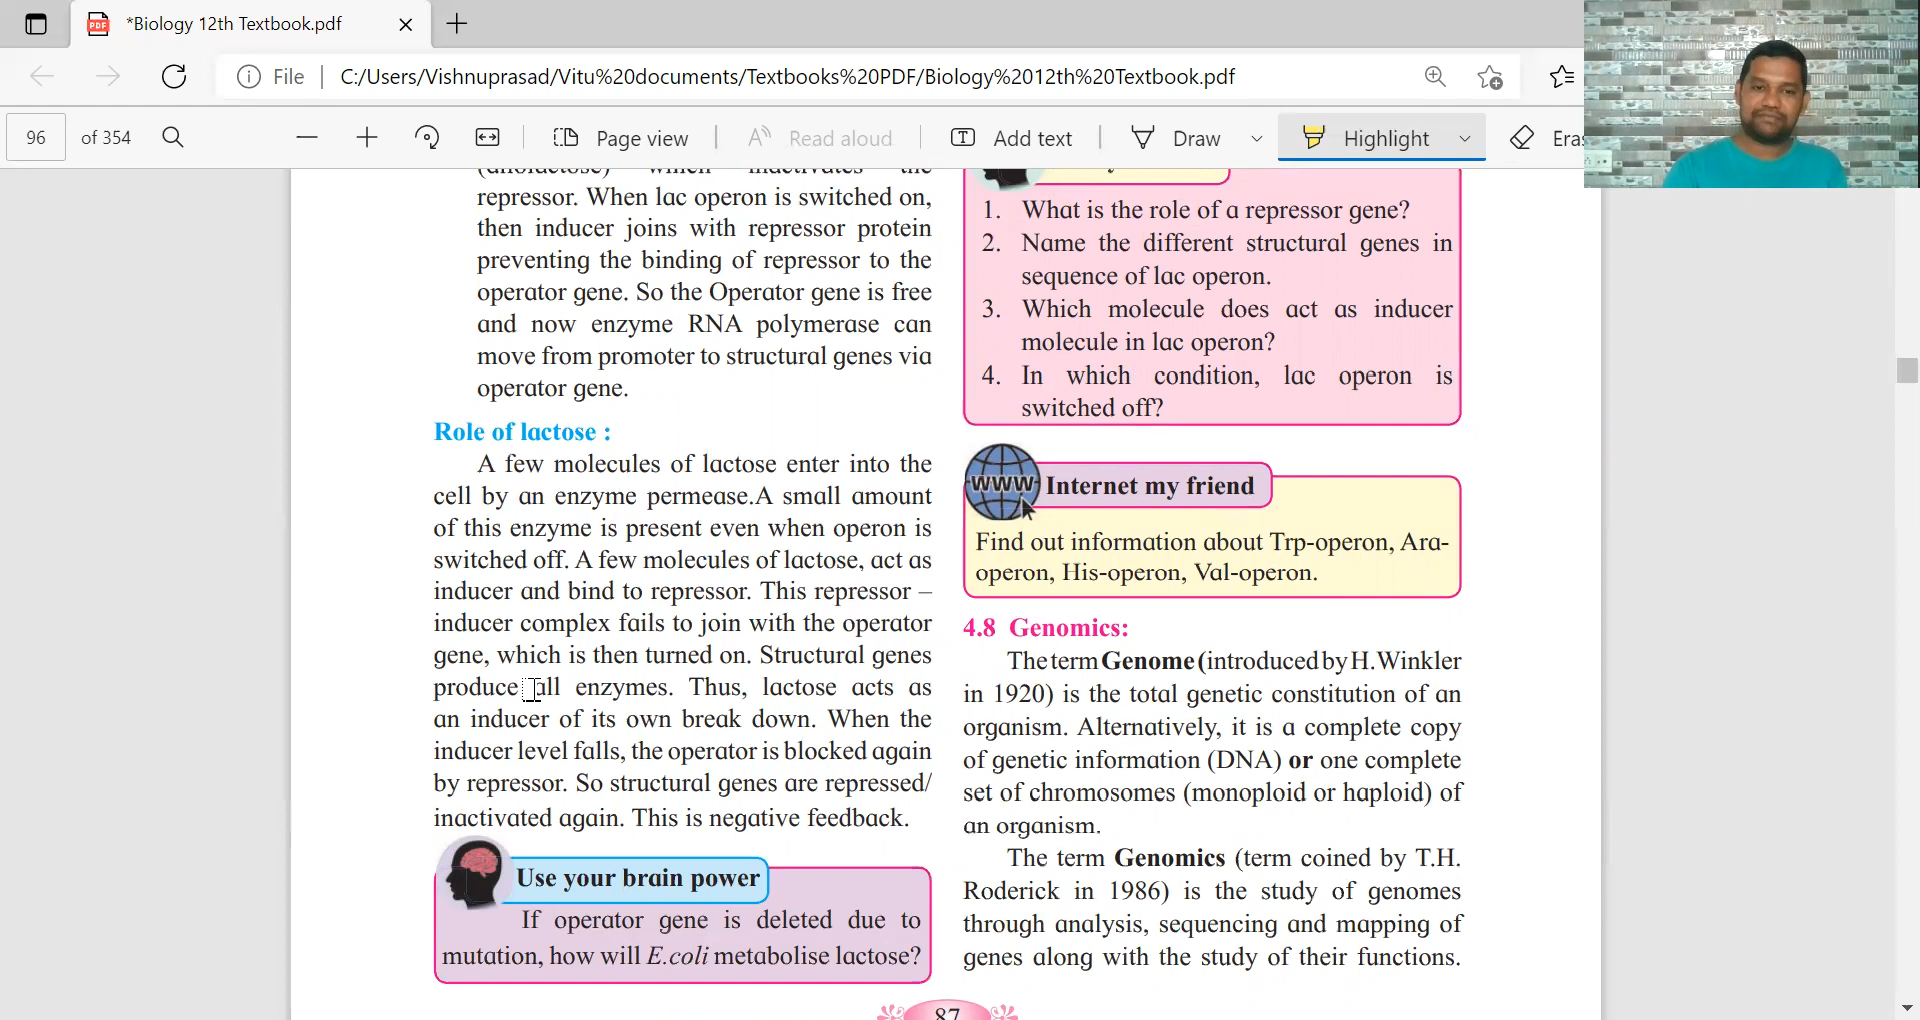 *Biology 12th Textbook.pdf
File
C:/Users/Vishnuprasad/Vitu%20documents/Textbooks%20PDF/Biology%2012th%20Textbook.pdf
96 of 354
Page view
Read aloud
Add text
Draw
Highlight
Eras
(allolactose) which inactivates the
repressor. When lac operon is switched on,
then inducer joins with repressor protein
preventing the binding of repressor to the
operator gene. So the Operator gene is free
and now enzyme RNA polymerase can
move from promoter to structural genes via
operator gene.
Role of lactose :
A few molecules of lactose enter into the
cell by an enzyme permease.A small amount
of this enzyme is present even when operon is
switched off. A few molecules of lactose, act as
inducer and bind to repressor. This repressor –
inducer complex fails to join with the operator
gene, which is then turned on. Structural genes
produce all enzymes. Thus, lactose acts as
an inducer of its own break down. When the
inducer level falls, the operator is blocked again
by repressor. So structural genes are repressed/
inactivated again. This is negative feedback.
Use your brain power
If operator gene is deleted due to
mutation, how will E.coli metabolise lactose?
1. What is the role of a repressor gene?
2. Name the different structural genes in
sequence of lac operon.
3. Which molecule does act as inducer
molecule in lac operon?
4. In which condition, lac operon is
switched off?
www Internet my friend
Find out information about Trp-operon, Ara-
operon, His-operon, Val-operon.
4.8 Genomics:
The term Genome (introduced by H.Winkler
in 1920) is the total genetic constitution of an
organism. Alternatively, it is a complete copy
of genetic information (DNA) or one complete
set of chromosomes (monoploid or haploid) of
an organism.
The term Genomics (term coined by T.H.
Roderick in 1986) is the study of genomes
through analysis, sequencing and mapping of
genes along with the study of their functions.
87